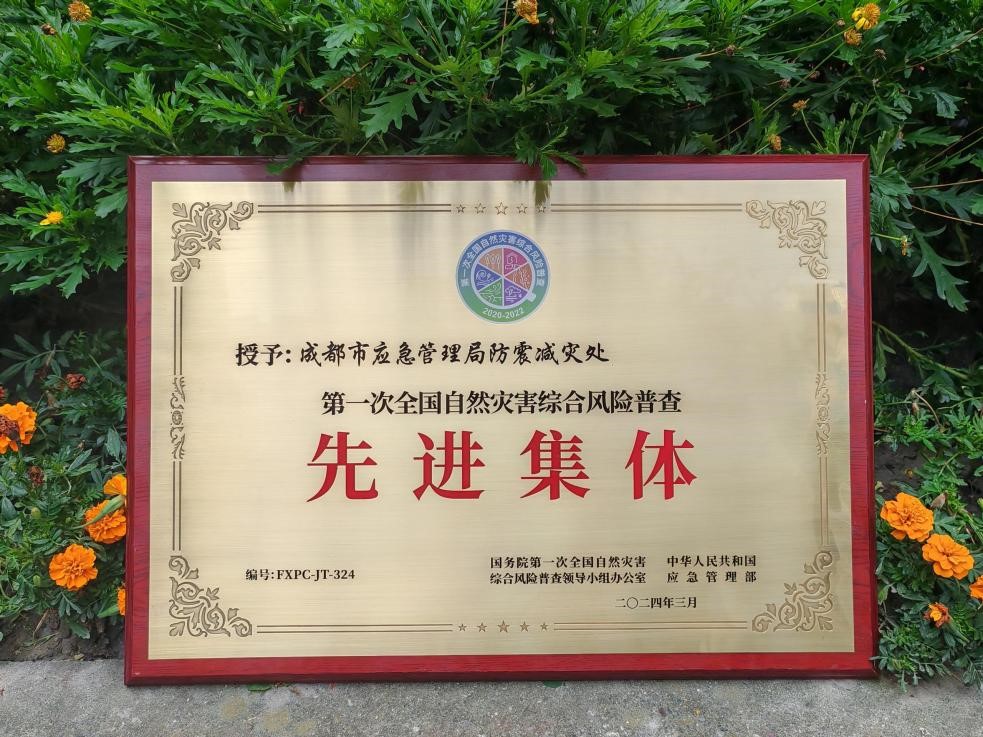 第一次全国自然灾害综合风险普查
2020-2022
授予:成都市应急管理局防震减灾处
第一次全国自然灾害综合风险普查
先进集体
编号:FXPC-JT-324
国务院第一次全国自然灾害
综合风险普查领导小组办公室
中华人民共和国
应急管理部
二〇二四年三月